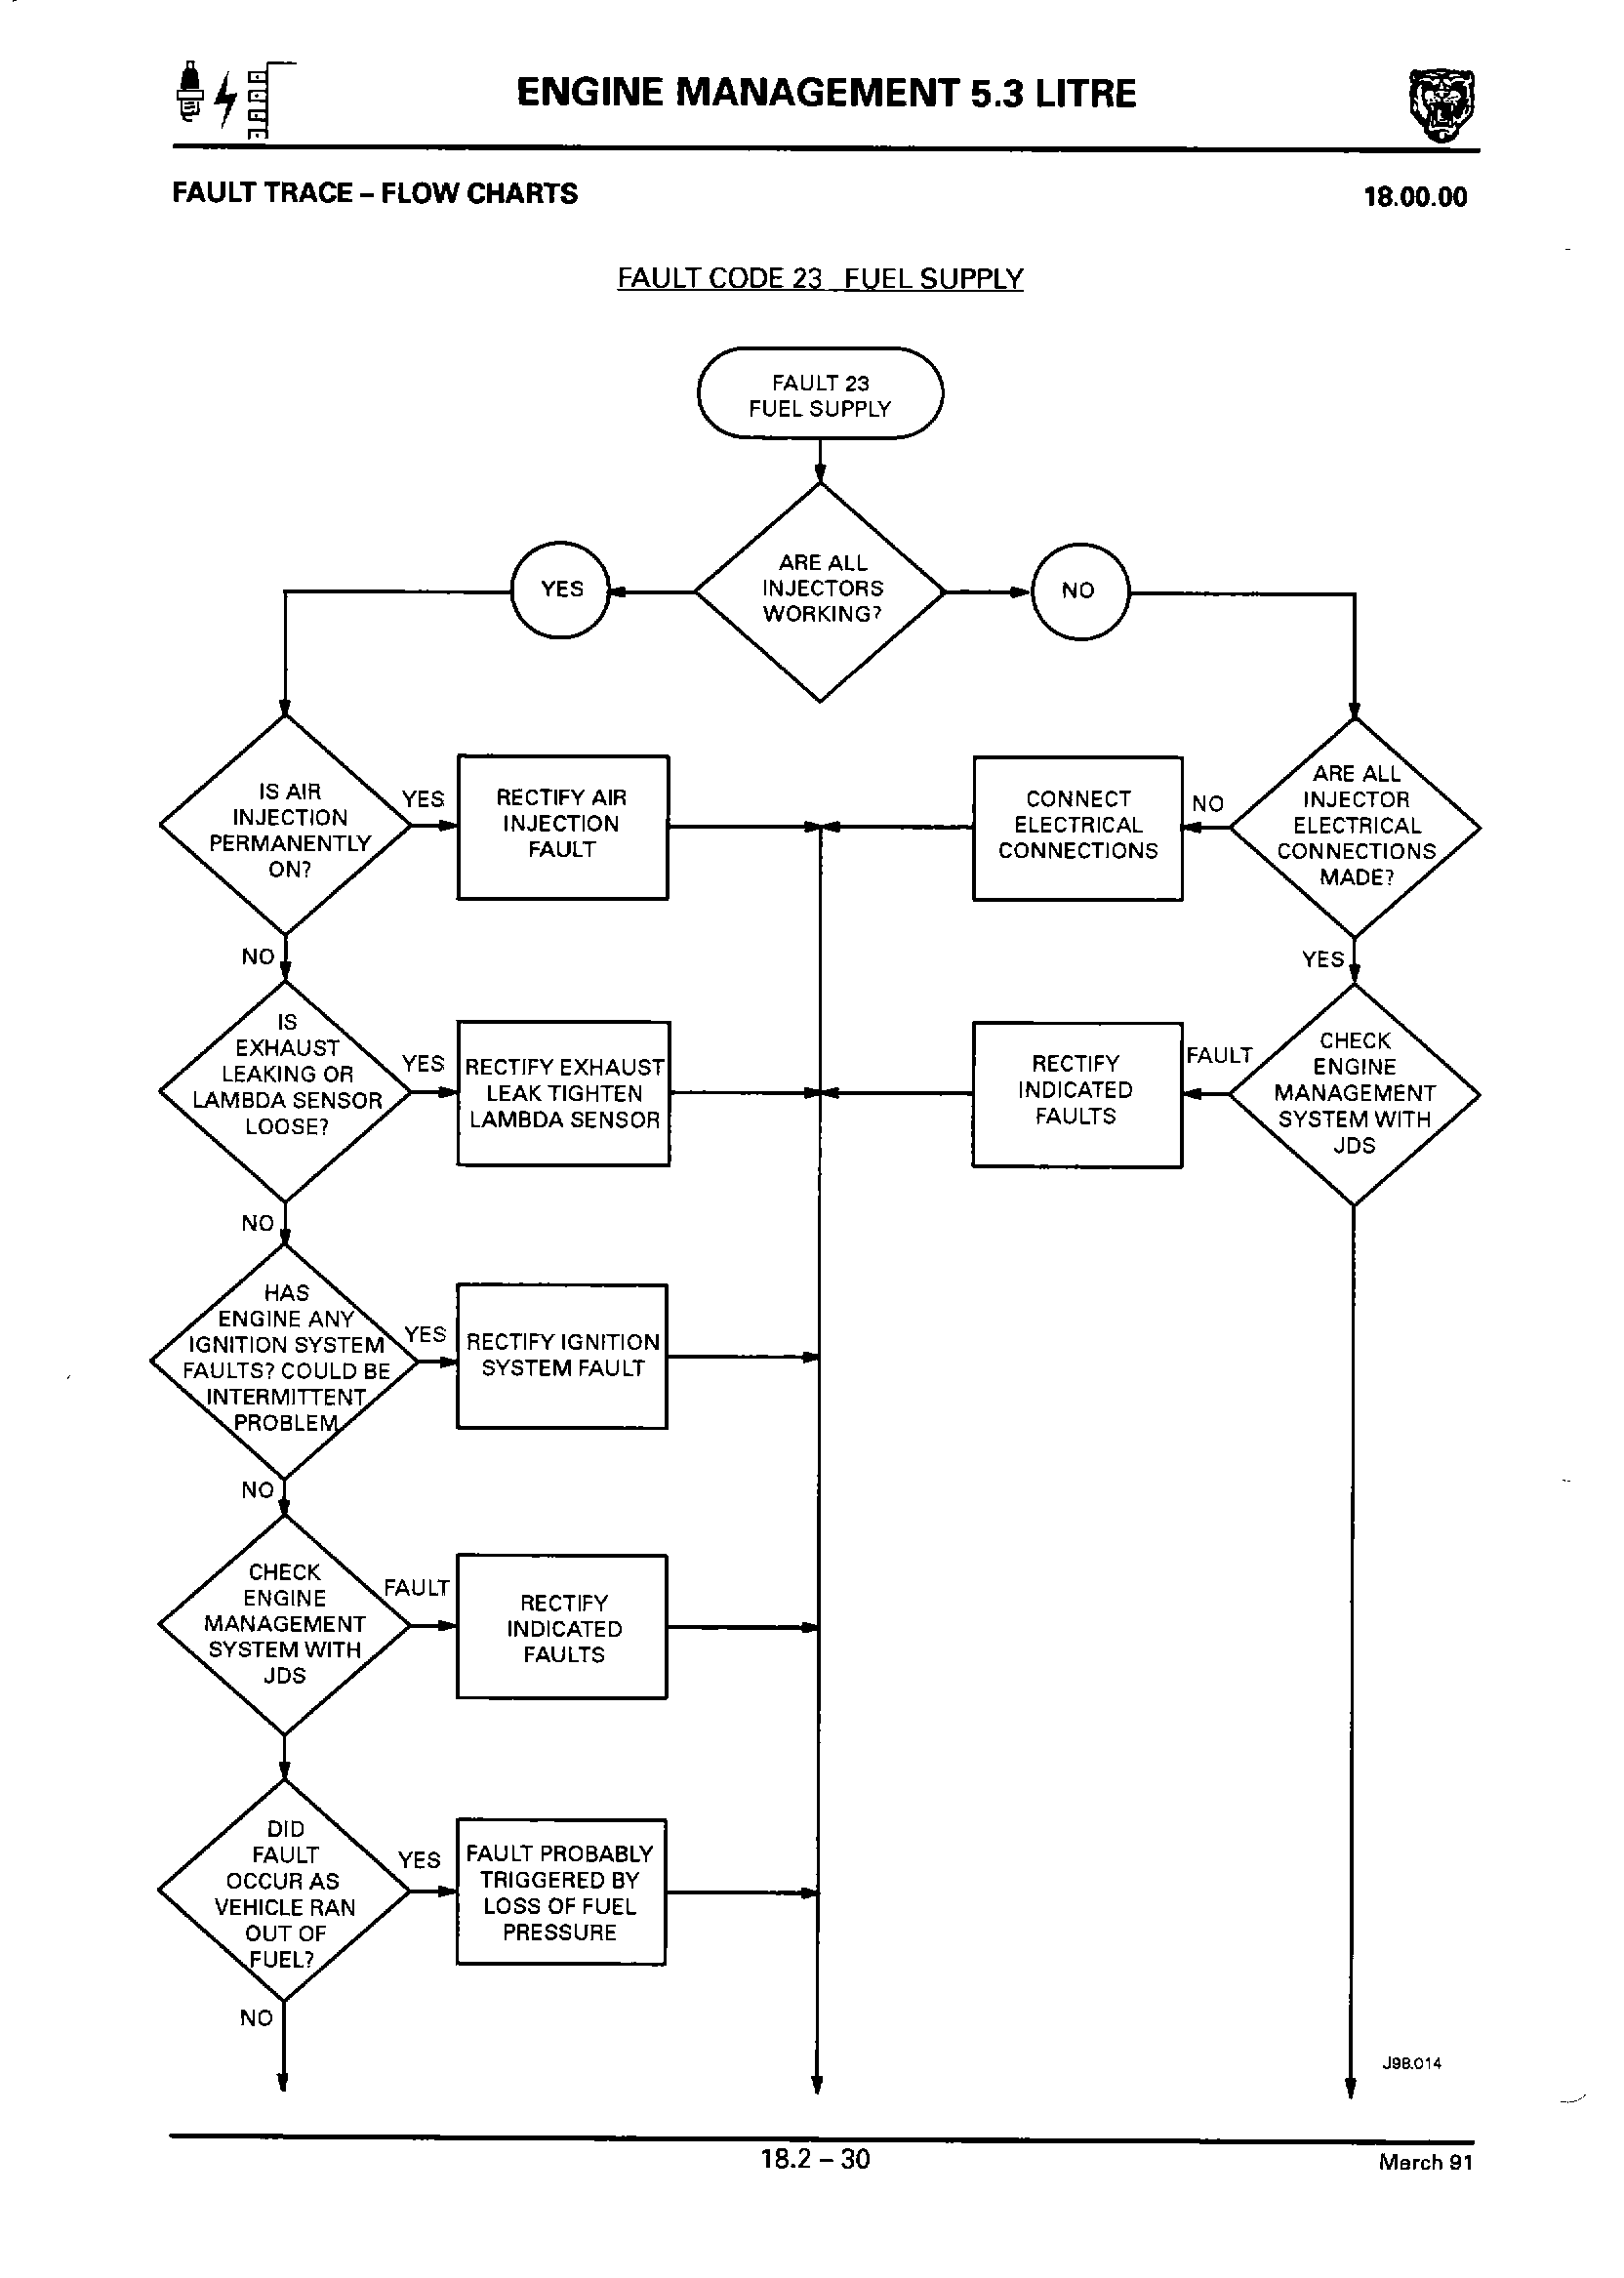 ENGINE MANAGEMENT 5.3 LITRE
FAULT TRACE – FLOW CHARTS
18.00.00
FAULT CODE 23 FUEL SUPPLY
FAULT 23
FUEL SUPPLY
ARE ALL
INJECTORS
WORKING?
YES
NO
IS AIR
INJECTION
PERMANENTLY
ON?
YES
RECTIFY AIR
INJECTION
FAULT
CONNECT
ELECTRICAL
CONNECTIONS
NO
ARE ALL
INJECTOR
ELECTRICAL
CONNECTIONS
MADE?
NO
YES
IS
EXHAUST
LEAKING OR
LAMBDA SENSOR
LOOSE?
YES
RECTIFY EXHAUST
LEAK TIGHTEN
LAMBDA SENSOR
RECTIFY
INDICATED
FAULTS
FAULT
CHECK
ENGINE
MANAGEMENT
SYSTEM WITH
JDS
NO
HAS
ENGINE ANY
IGNITION SYSTEM
FAULTS? COULD BE
INTERMITTENT
PROBLEM
YES
RECTIFY IGNITION
SYSTEM FAULT
NO
CHECK
ENGINE
MANAGEMENT
SYSTEM WITH
JDS
FAULT
RECTIFY
INDICATED
FAULTS
DID
FAULT
OCCUR AS
VEHICLE RAN
OUT OF
FUEL?
YES
FAULT PROBABLY
TRIGGERED BY
LOSS OF FUEL
PRESSURE
NO
J98.014
18.2 – 30
March 91